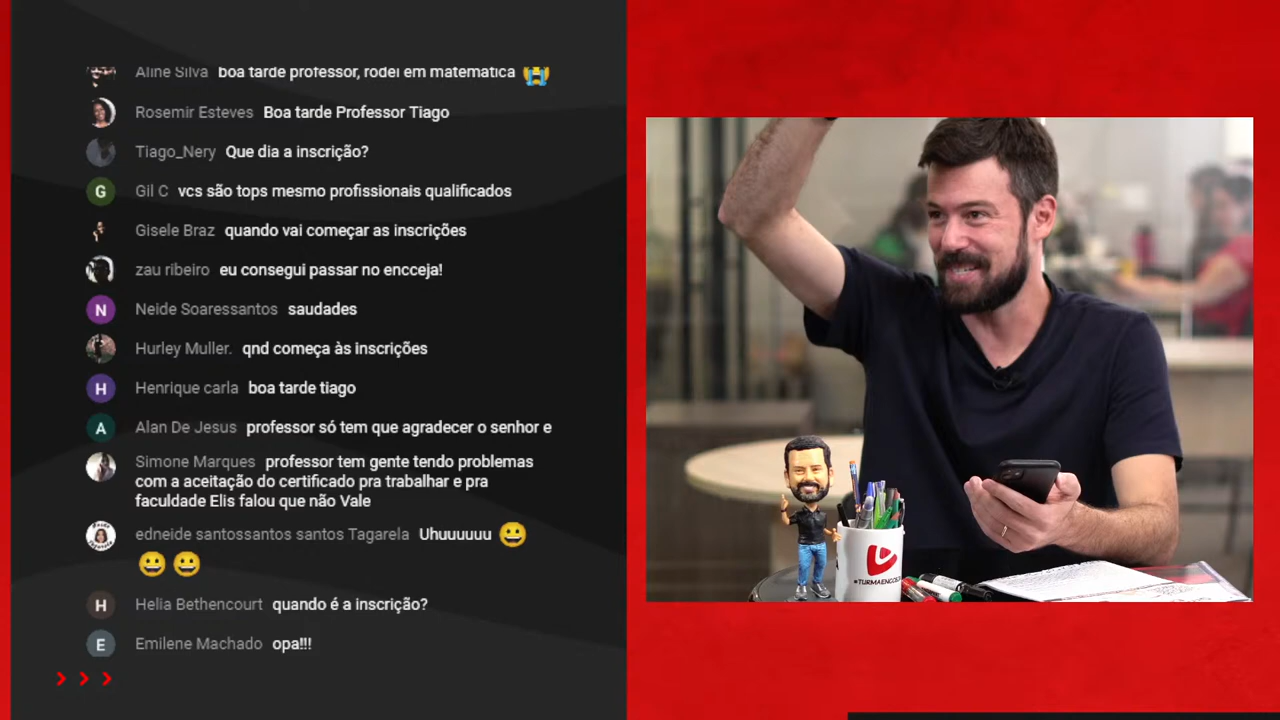 Aline Silva boa tarde professor, rodei em matematica
Rosemir Esteves Boa tarde Professor Tiago
Tiago_Nery Que dia a inscrição?
G Gil C vcs são tops mesmo profissionais qualificados
Gisele Braz quando vai começar as inscrições
zau ribeiro eu consegui passar no encceja!
N Neide Soaressantos saudades
Hurley Muller. qnd começa às inscrições
H Henrique carla boa tarde tiago
A Alan De Jesus professor só tem que agradecer o senhor e
Simone Marques professor tem gente tendo problemas
com a aceitação do certificado pra trabalhar e pra
faculdade Elis falou que não Vale
edneide santossantos santos Tagarela Uhuuuuuu
H Helia Bethencourt quando é a inscrição?
E Emilene Machado opa!!!